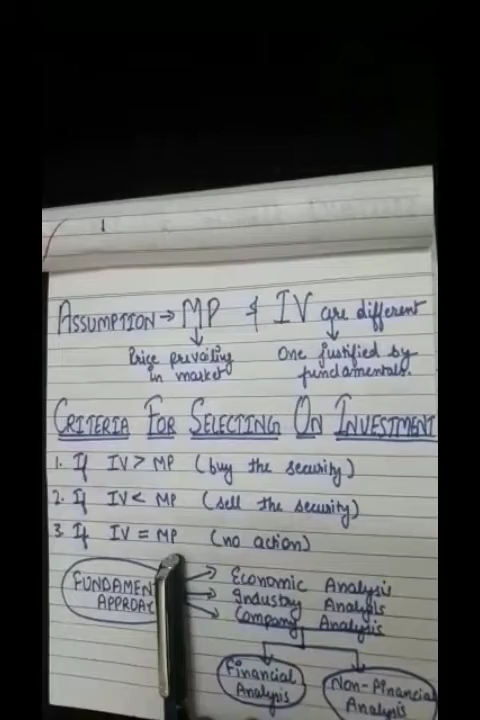 ASSUMPTION → MP & IV are different
Price prevailing in market
One justified by fundamentals.
CRITERIA FOR SELECTING ON INVESTMENT
1. If IV > MP (buy the security)
2. If IV < MP (sell the security)
3. If IV = MP (no action)
FUNDAMEN
APPROA
Economic Analysis
Industry Analysis
Company Analysis
Financial Analysis
Non-Financial Analysis